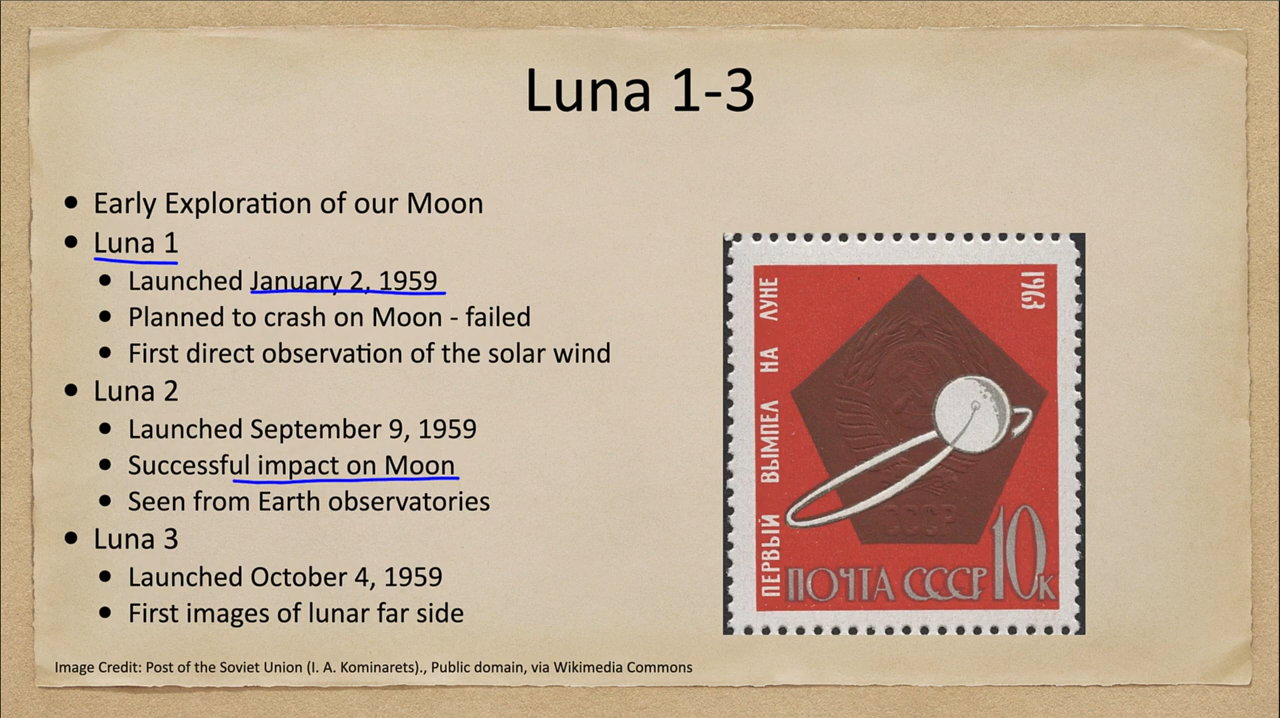 Luna 1-3
• Early Exploration of our Moon
• Luna 1
• Launched January 2, 1959
• Planned to crash on Moon - failed
• First direct observation of the solar wind
• Luna 2
• Launched September 9, 1959
• Successful impact on Moon
• Seen from Earth observatories
• Luna 3
• Launched October 4, 1959
• First images of lunar far side
ПЕРВЫЙ ВЫМПЕЛ НА ЛУНЕ
1963
СССР
ПОЧТА СССР 10к
Image Credit: Post of the Soviet Union (I. A. Kominarets)., Public domain, via Wikimedia Commons